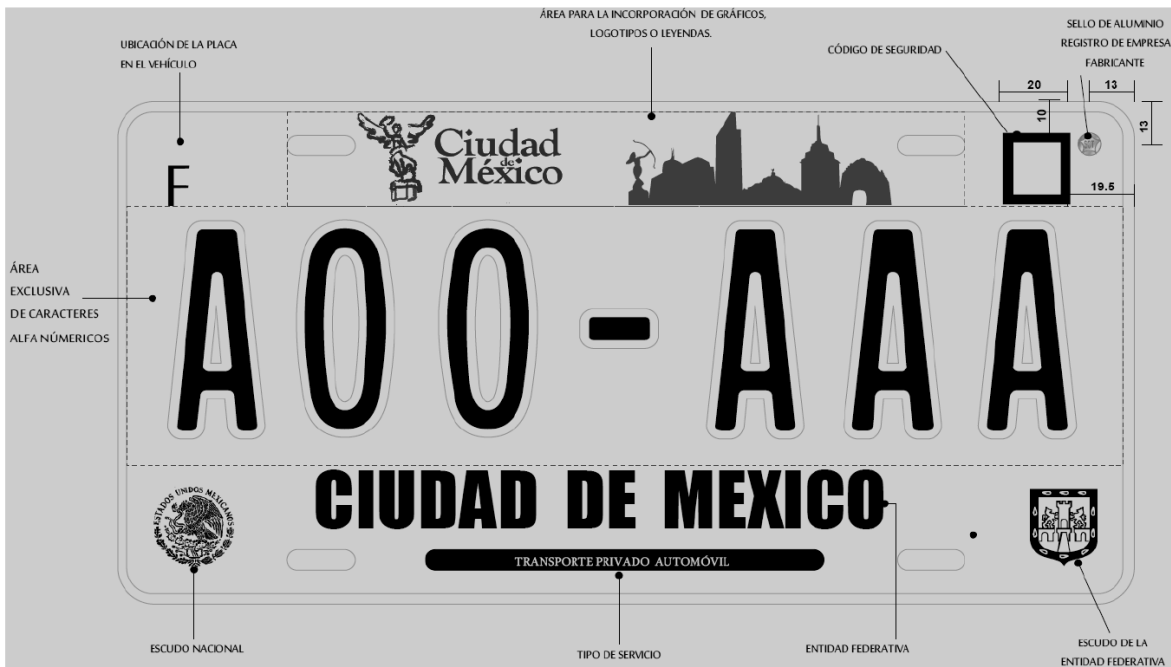 ÁREA PARA LA INCORPORACIÓN DE GRÁFICOS,
LOGOTIPOS O LEYENDAS.
UBICACIÓN DE LA PLACA
EN EL VEHÍCULO
CÓDIGO DE SEGURIDAD
SELLO DE ALUMINIO
REGISTRO DE EMPRESA
FABRICANTE
20
13
10
13
19.5
F
Ciudad
de
México
ÁREA
EXCLUSIVA
DE CARACTERES
ALFA NÚMERICOS
A00-AAA
ESTADOS UNIDOS MEXICANOS
CIUDAD DE MEXICO
TRANSPORTE PRIVADO AUTOMÓVIL
ESCUDO NACIONAL
TIPO DE SERVICIO
ENTIDAD FEDERATIVA
ESCUDO DE LA
ENTIDAD FEDERATIVA